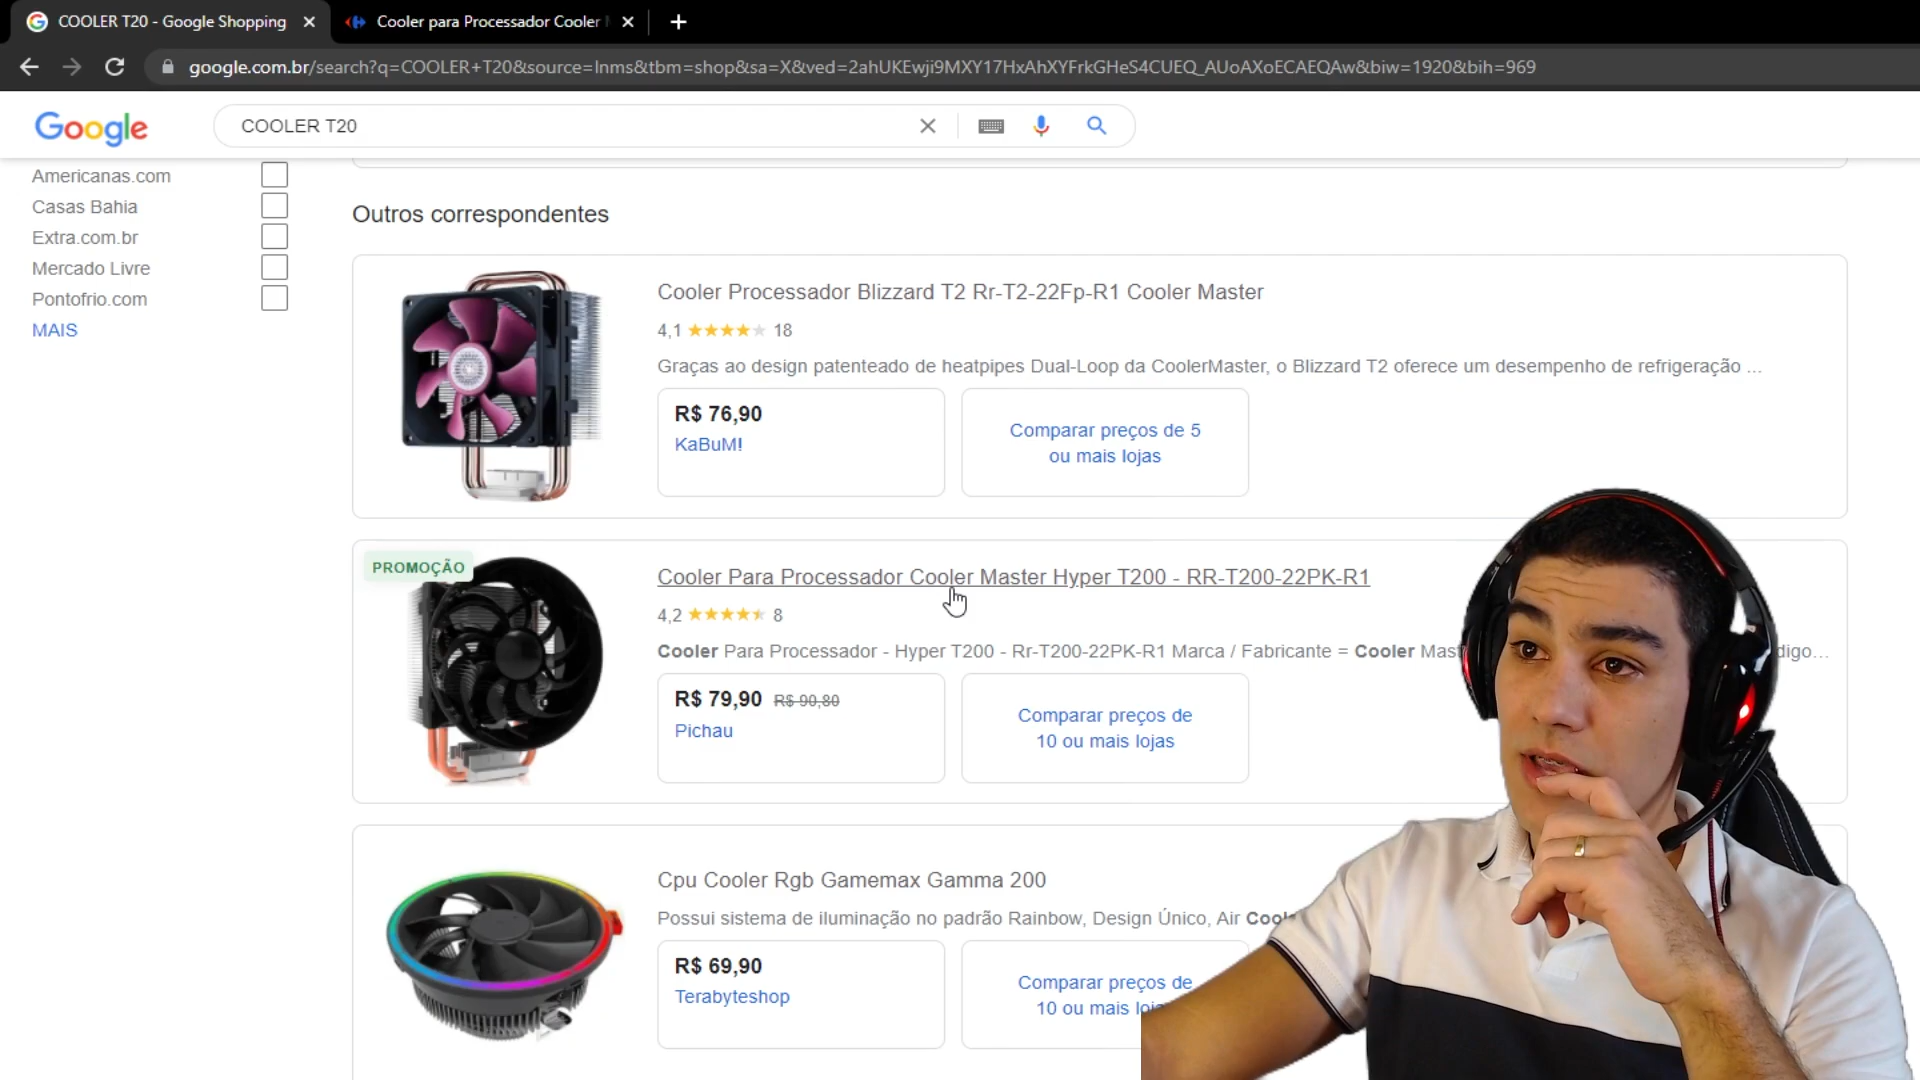 COOLER T20 - Google Shopping
Cooler para Processador Cooler
google.com.br/search?q=COOLER+T20&source=lnms&tbm=shop&sa=X&ved=2ahUKEwji9MXY17HxAhXYFrkGHeS4CUEQ_AUoAXoECAEQAw&biw=1920&bih=969
Google
COOLER T20
Americanas.com
Casas Bahia
Extra.com.br
Mercado Livre
Pontofrio.com
MAIS
Outros correspondentes
Cooler Processador Blizzard T2 Rr-T2-22Fp-R1 Cooler Master
4,1 18
Graças ao design patenteado de heatpipes Dual-Loop da CoolerMaster, o Blizzard T2 oferece um desempenho de refrigeração ...
R$ 76,90
KaBuM!
Comparar preços de 5
ou mais lojas
PROMOÇÃO
Cooler Para Processador Cooler Master Hyper T200 - RR-T200-22PK-R1
4,2 8
Cooler Para Processador - Hyper T200 - Rr-T200-22PK-R1 Marca / Fabricante = Cooler Mast digo...
R$ 79,90 R$ 90,80
Pichau
Comparar preços de
10 ou mais lojas
Cpu Cooler Rgb Gamemax Gamma 200
Possui sistema de iluminação no padrão Rainbow, Design Único, Air Cool
R$ 69,90
Terabyteshop
Comparar preços de
10 ou mais